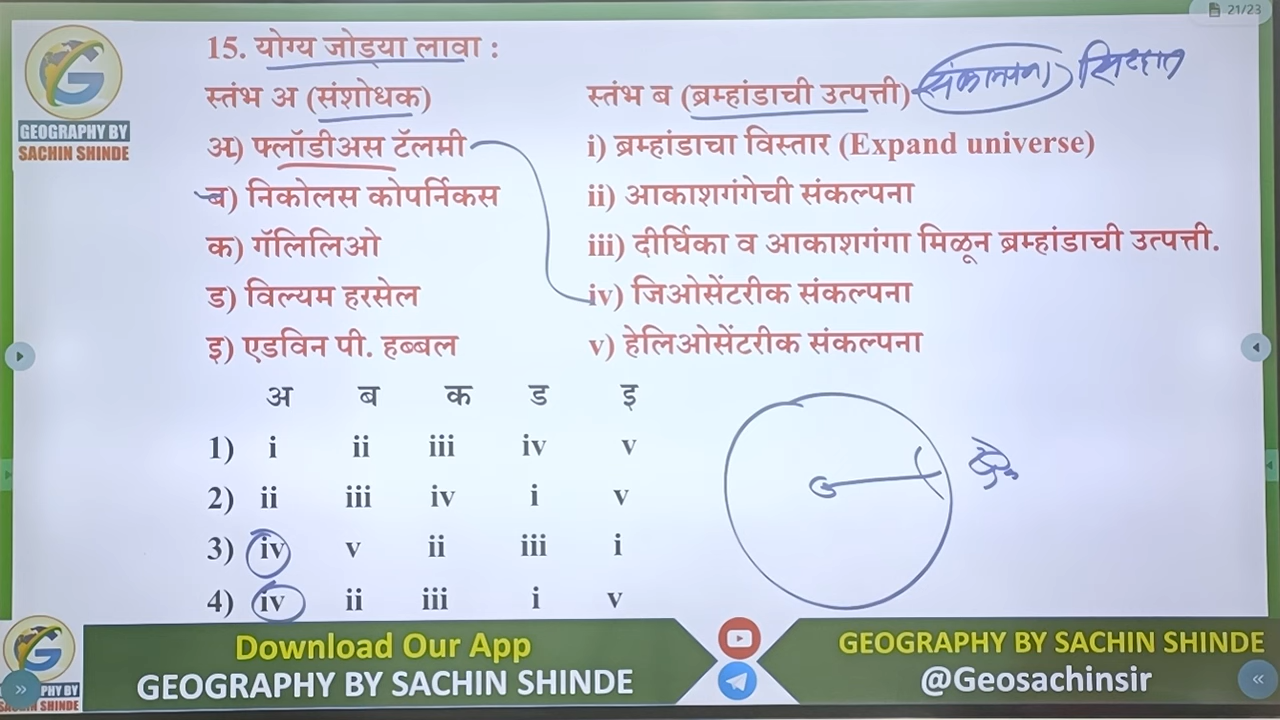 21/23
15. योग्य जोड्या लावा :
स्तंभ अ (संशोधक) स्तंभ ब (ब्रम्हांडाची उत्पत्ती) संकल्पना
GEOGRAPHY BY
SACHIN SHINDE
अ) फ्लॉडीअस टॅलमी i) ब्रम्हांडाचा विस्तार (Expand universe)
ब) निकोलस कोपर्निकस ii) आकाशगंगेची संकल्पना
क) गॅलिलिओ iii) दीर्घिका व आकाशगंगा मिळून ब्रम्हांडाची उत्पत्ती.
ड) विल्यम हरसेल iv) जिओसेंटरीक संकल्पना
इ) एडविन पी. हब्बल v) हेलिओसेंटरीक संकल्पना
अ ब क ड इ
1) i ii iii iv v
2) ii iii iv i v
3) iv v ii iii i
4) iv ii iii i v
PHY BY
SHINDE
Download Our App
GEOGRAPHY BY SACHIN SHINDE
GEOGRAPHY BY SACHIN SHINDE
@Geosachinsir